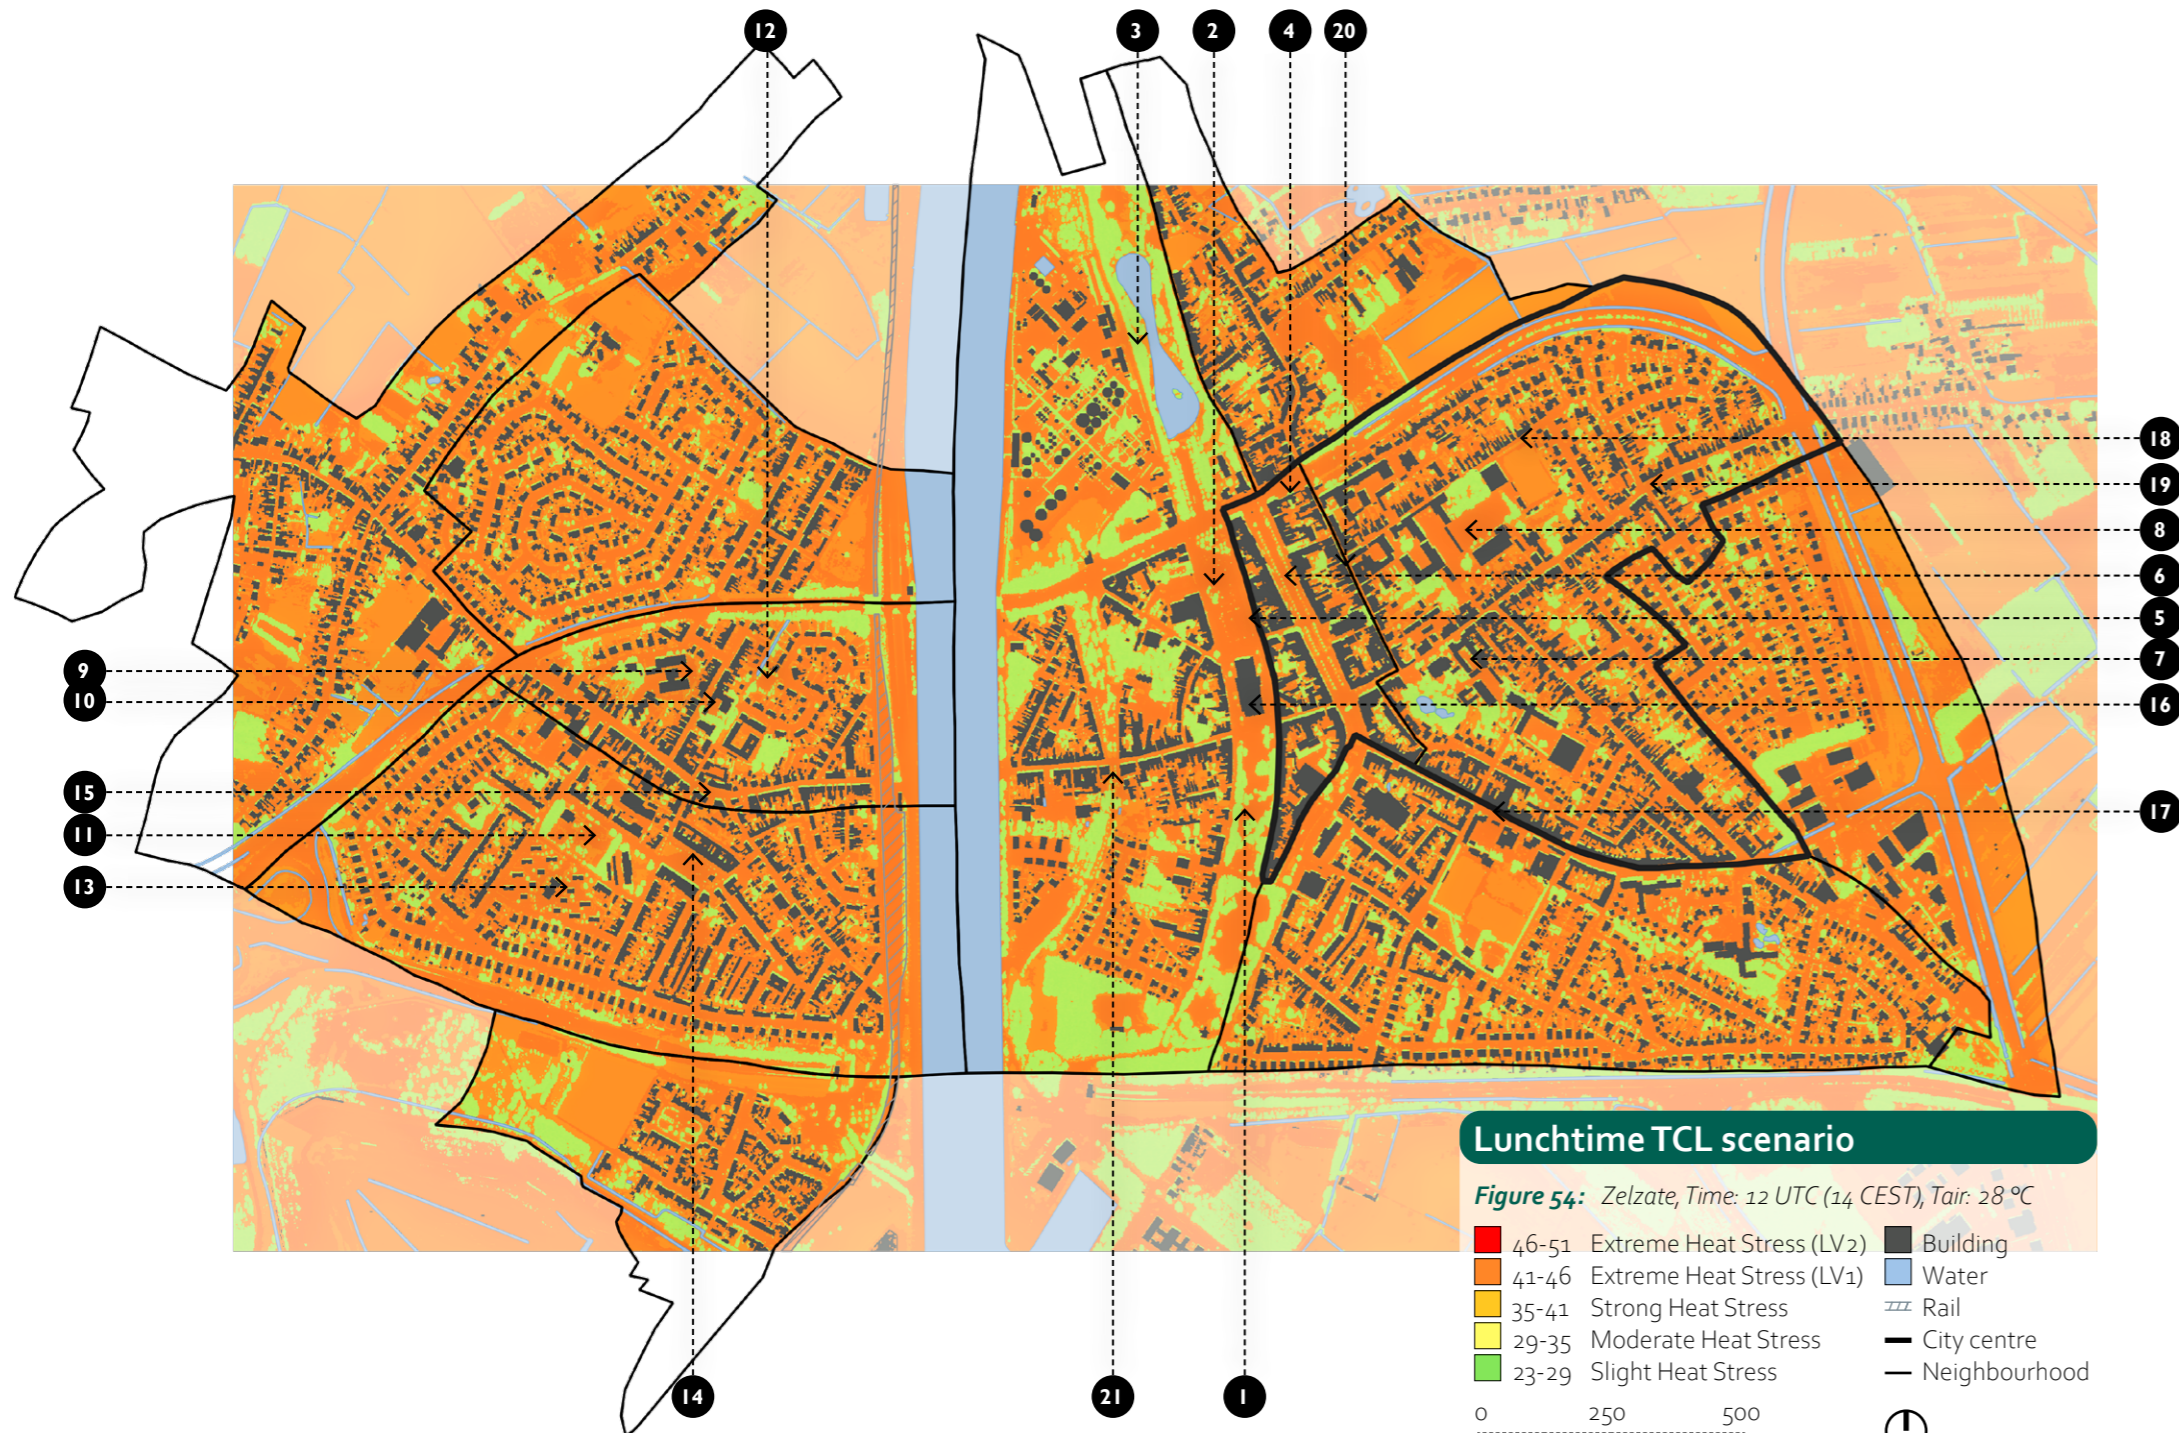 12
3
2
4
20
18
19
8
6
5
7
16
17
9
10
15
11
13
14
21
1
Lunchtime TCL scenario
Figure 54: Zelzate, Time: 12 UTC (14 CEST), Tair: 28 °C
46-51 Extreme Heat Stress (LV2)
41-46 Extreme Heat Stress (LV1)
35-41 Strong Heat Stress
29-35 Moderate Heat Stress
23-29 Slight Heat Stress
Building
Water
Rail
City centre
Neighbourhood
0 250 500